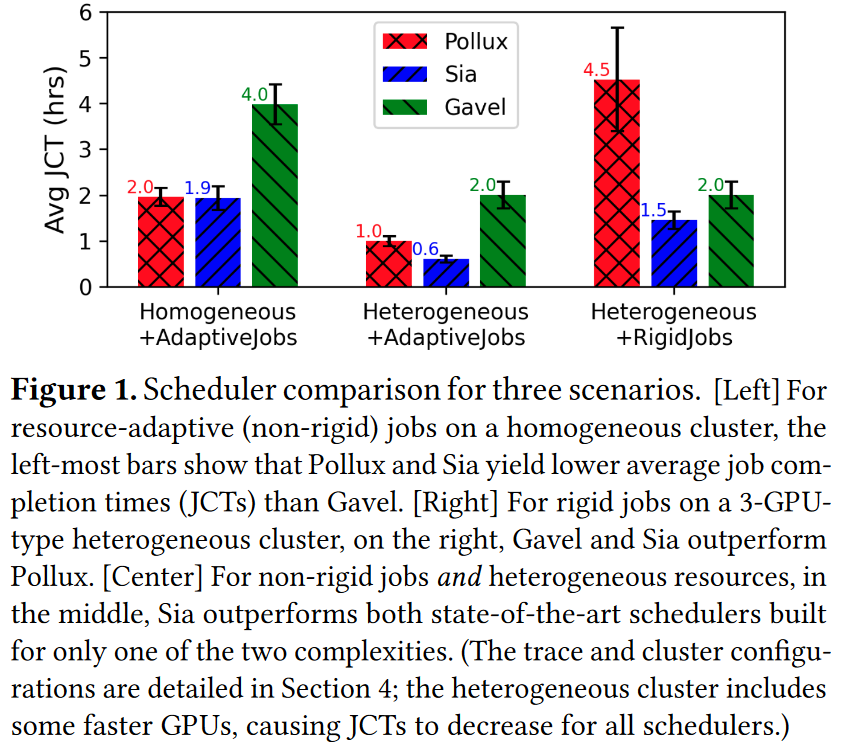 6
5
4
3
2
1
0
Avg JCT (hrs)
Pollux
Sia
Gavel
2.0
1.9
4.0
1.0
0.6
2.0
4.5
1.5
2.0
Homogeneous
+AdaptiveJobs
Heterogeneous
+AdaptiveJobs
Heterogeneous
+RigidJobs
Figure 1. Scheduler comparison for three scenarios. [Left] For
resource-adaptive (non-rigid) jobs on a homogeneous cluster, the
left-most bars show that Pollux and Sia yield lower average job com-
pletion times (JCTs) than Gavel. [Right] For rigid jobs on a 3-GPU-
type heterogeneous cluster, on the right, Gavel and Sia outperform
Pollux. [Center] For non-rigid jobs and heterogeneous resources, in
the middle, Sia outperforms both state-of-the-art schedulers built
for only one of the two complexities. (The trace and cluster configu-
rations are detailed in Section 4; the heterogeneous cluster includes
some faster GPUs, causing JCTs to decrease for all schedulers.)